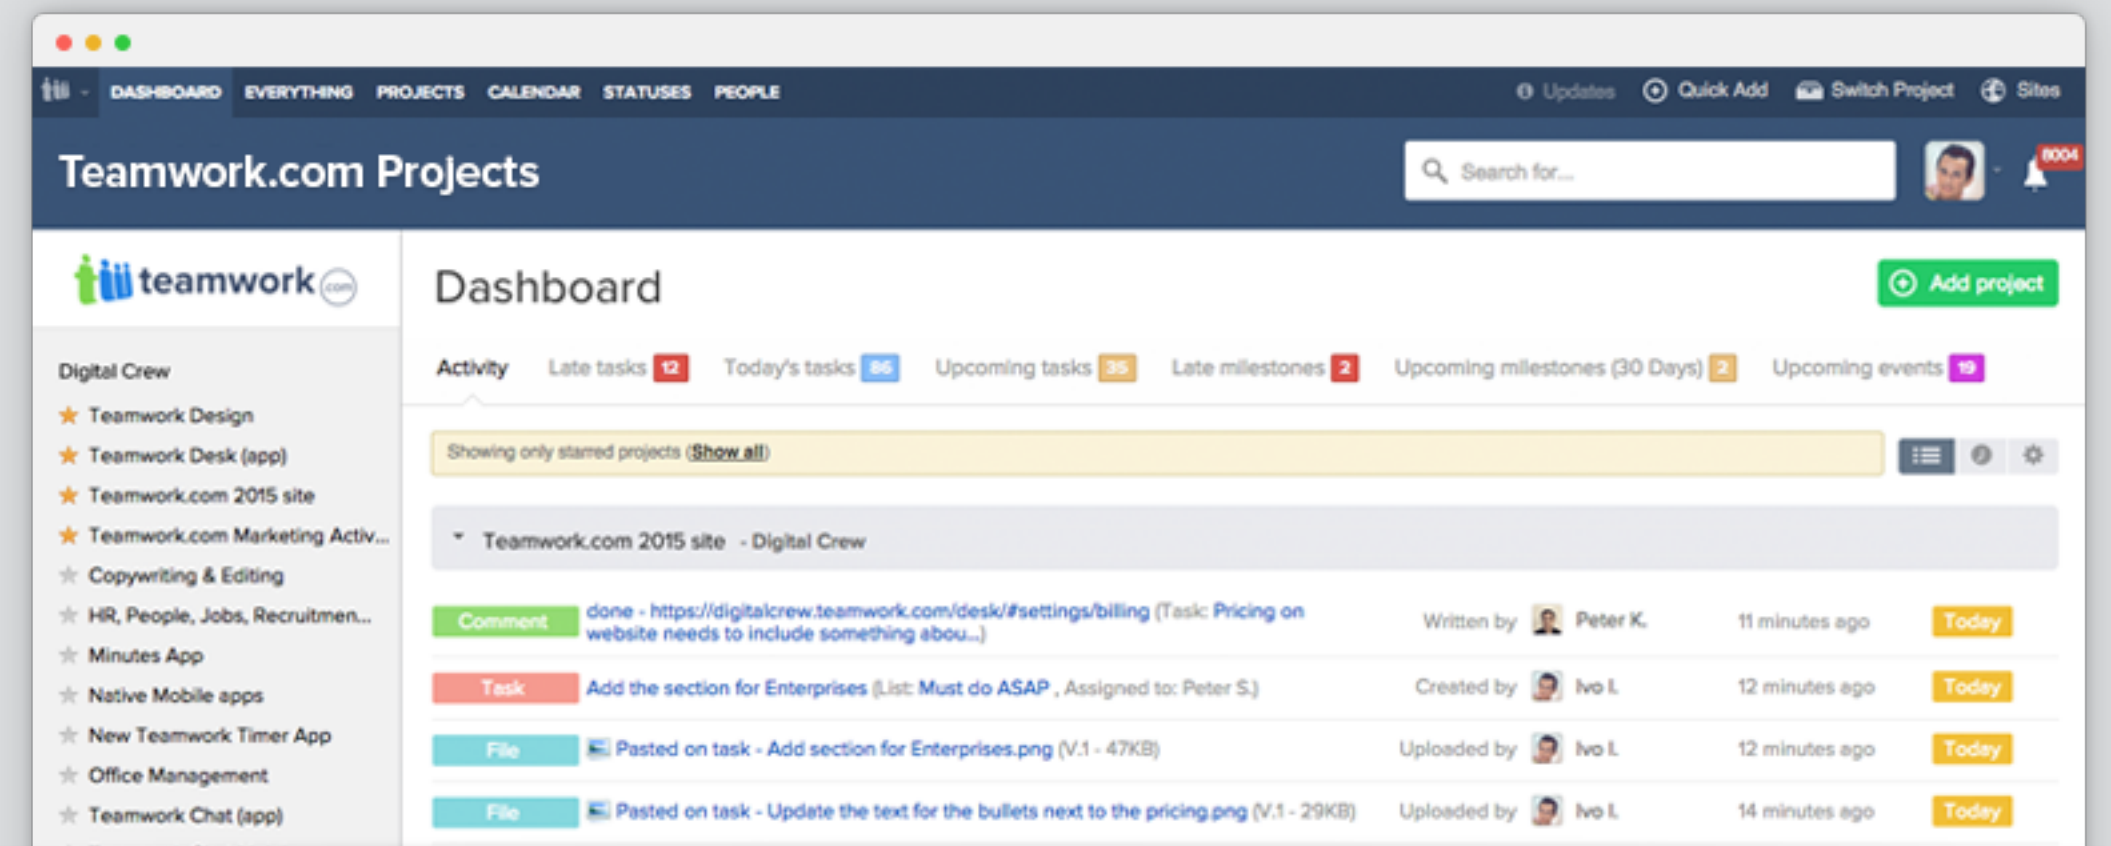 DASHBOARD EVERYTHING PROJECTS CALENDAR STATUSES PEOPLE Updates Quick Add Switch Project Sites
Teamwork.com Projects Search for... 8004
teamwork.com Dashboard Add project
Digital Crew Activity Late tasks 12 Today's tasks 86 Upcoming tasks 35 Late milestones 2 Upcoming milestones (30 Days) 2 Upcoming events 19
Teamwork Design
Teamwork Desk (app) Showing only starred projects (Show all)
Teamwork.com 2015 site
Teamwork.com Marketing Activ... Teamwork.com 2015 site - Digital Crew
Copywriting & Editing
HR, People, Jobs, Recruitmen... Comment done - https://digitalcrew.teamwork.com/desk/#settings/billing (Task: Pricing on Written by Peter K. 11 minutes ago Today
website needs to include something abou...)
Minutes App
Native Mobile apps Task Add the section for Enterprises (List: Must do ASAP , Assigned to: Peter S.) Created by Ivo I. 12 minutes ago Today
New Teamwork Timer App File Pasted on task - Add section for Enterprises.png (V.1 - 47KB) Uploaded by Ivo I. 12 minutes ago Today
Office Management
Teamwork Chat (app) File Pasted on task - Update the text for the bullets next to the pricing.png (V.1 - 29KB) Uploaded by Ivo I. 14 minutes ago Today